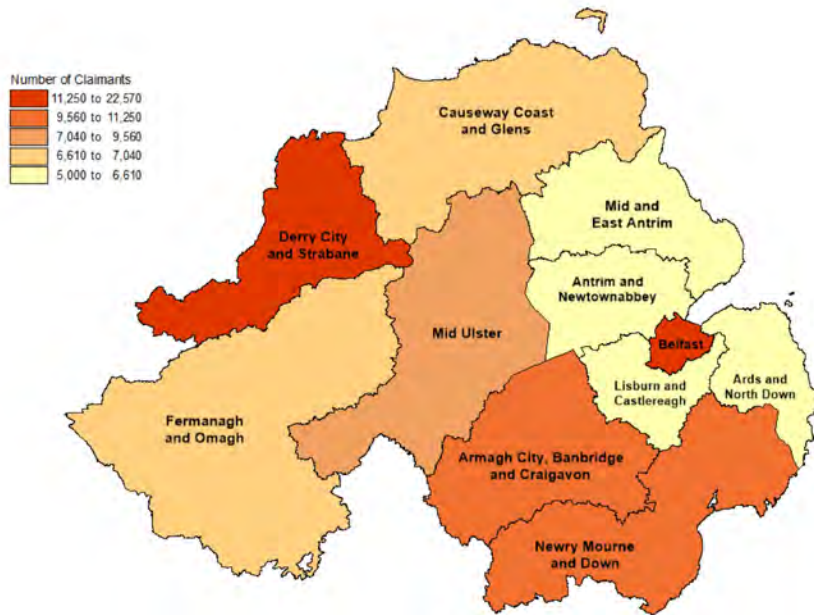 Number of Claimants
11,250 to 22,570
9,560 to 11,250
7,040 to 9,560
6,610 to 7,040
5,000 to 6,610
Causeway Coast
and Glens
Mid and
East Antrim
Derry City
and Strabane
Antrim and
Newtownabbey
Mid Ulster
Belfast
Lisburn and
Castlereagh
Ards and
North Down
Fermanagh
and Omagh
Armagh City, Banbridge
and Craigavon
Newry Mourne
and Down